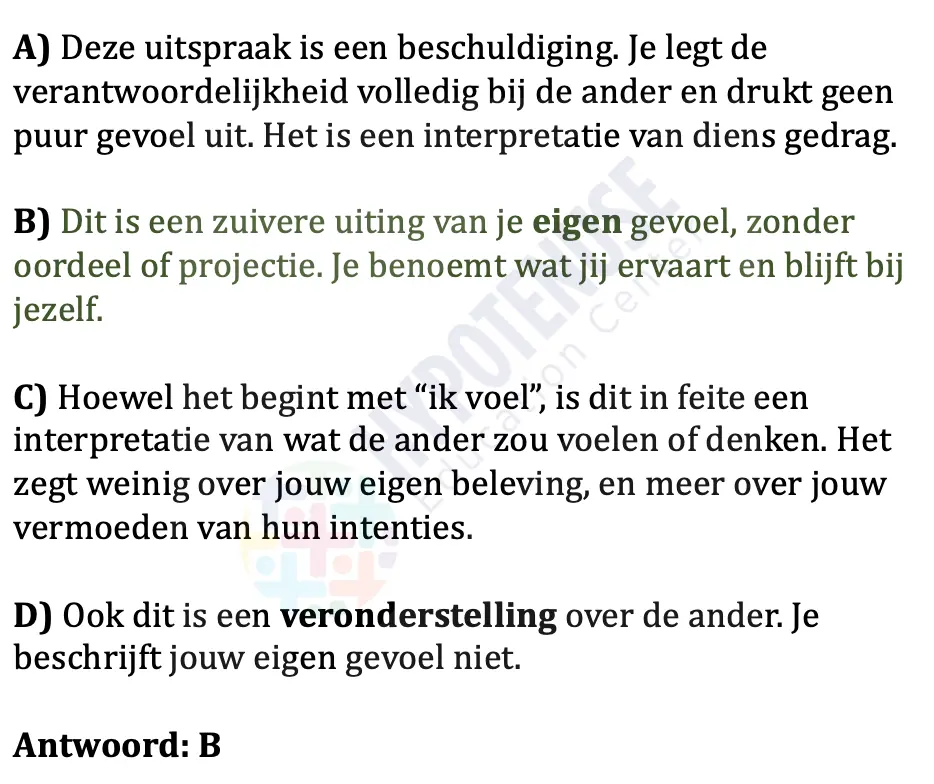 A) Deze uitspraak is een beschuldiging. Je legt de
verantwoordelijkheid volledig bij de ander en drukt geen
puur gevoel uit. Het is een interpretatie van diens gedrag.
B) Dit is een zuivere uiting van je eigen gevoel, zonder
oordeel of projectie. Je benoemt wat jij ervaart en blijft bij
jezelf.
C) Hoewel het begint met “ik voel”, is dit in feite een
interpretatie van wat de ander zou voelen of denken. Het
zegt weinig over jouw eigen beleving, en meer over jouw
vermoeden van hun intenties.
D) Ook dit is een veronderstelling over de ander. Je
beschrijft jouw eigen gevoel niet.
Antwoord: B
HYPOTENUSE
Education Center